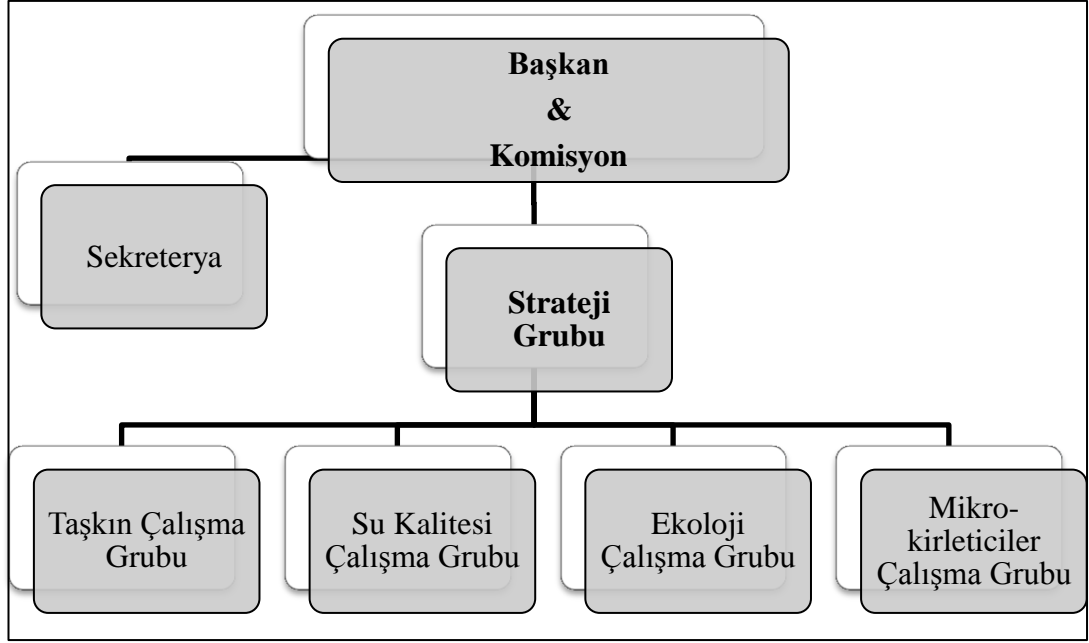 Başkan
&
Komisyon
Sekreterya
Strateji
Grubu
Taşkın Çalışma
Grubu
Su Kalitesi
Çalışma Grubu
Ekoloji
Çalışma Grubu
Mikro-
kirleticiler
Çalışma Grubu